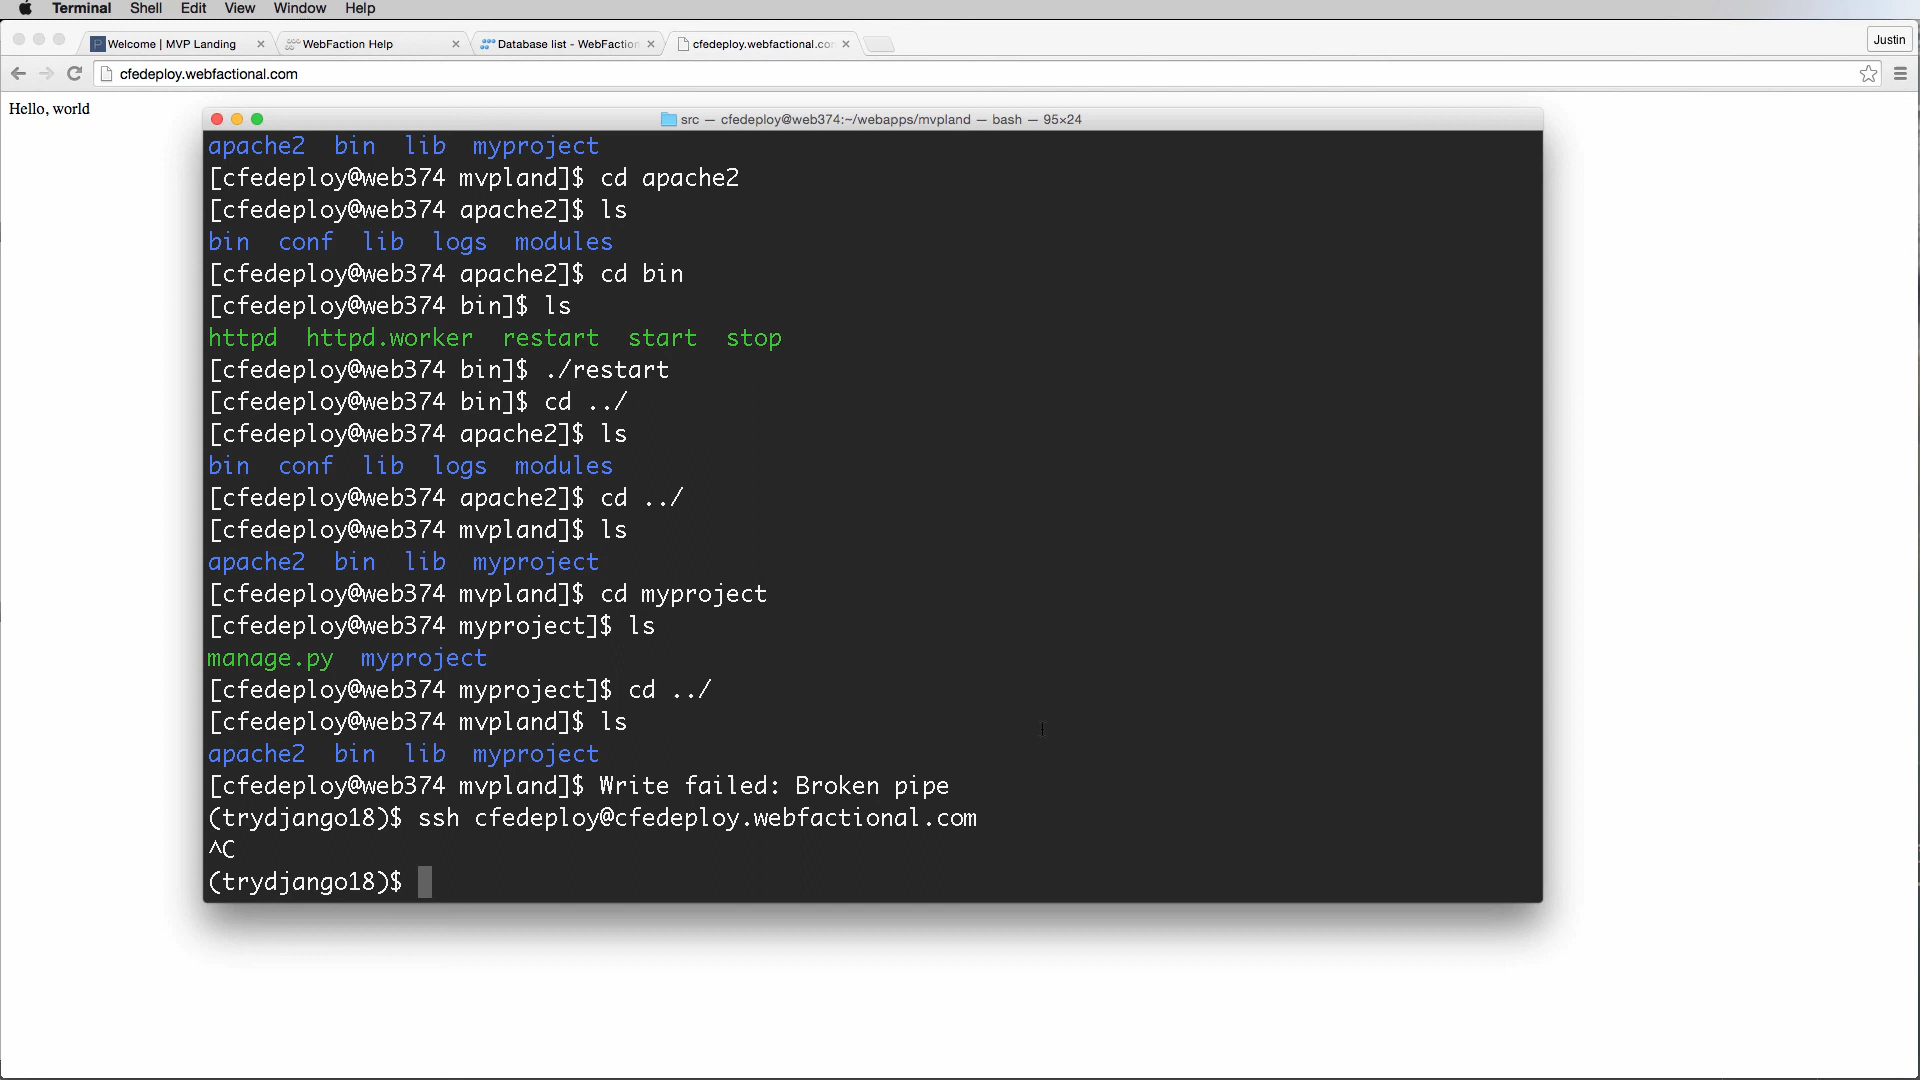 Terminal Shell Edit View Window Help
Welcome | MVP Landing WebFaction Help Database list - WebFaction cfedeploy.webfactional.co Justin
cfedeploy.webfactional.com
Hello, world
src — cfedeploy@web374:~/webapps/mvpland — bash — 95×24
apache2 bin lib myproject
[cfedeploy@web374 mvpland]$ cd apache2
[cfedeploy@web374 apache2]$ ls
bin conf lib logs modules
[cfedeploy@web374 apache2]$ cd bin
[cfedeploy@web374 bin]$ ls
httpd httpd.worker restart start stop
[cfedeploy@web374 bin]$ ./restart
[cfedeploy@web374 bin]$ cd ../
[cfedeploy@web374 apache2]$ ls
bin conf lib logs modules
[cfedeploy@web374 apache2]$ cd ../
[cfedeploy@web374 mvpland]$ ls
apache2 bin lib myproject
[cfedeploy@web374 mvpland]$ cd myproject
[cfedeploy@web374 myproject]$ ls
manage.py myproject
[cfedeploy@web374 myproject]$ cd ../
[cfedeploy@web374 mvpland]$ ls
apache2 bin lib myproject
[cfedeploy@web374 mvpland]$ Write failed: Broken pipe
(trydjango18)$ ssh cfedeploy@cfedeploy.webfactional.com
^C
(trydjango18)$